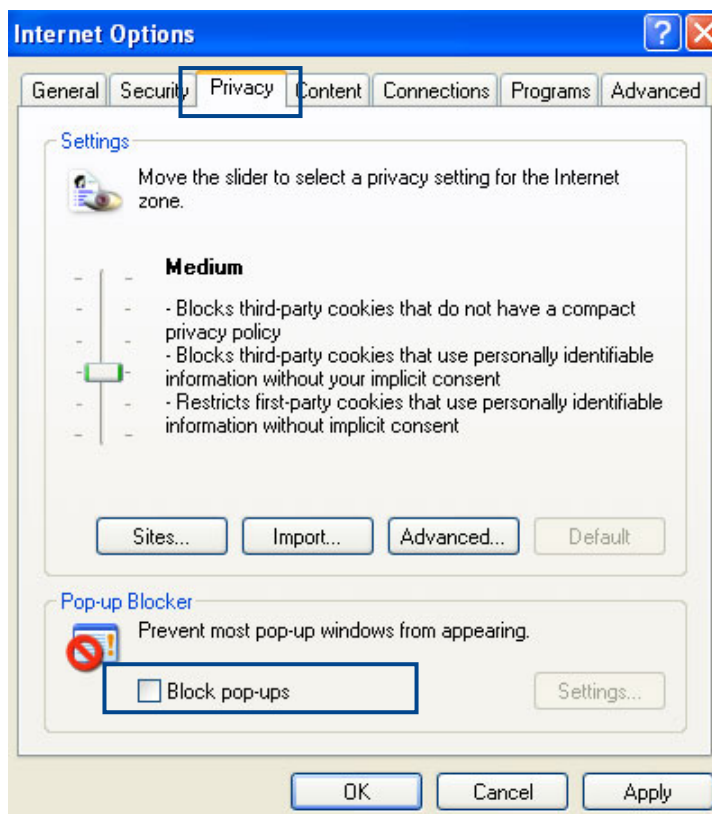 Internet Options
General Security Privacy Content Connections Programs Advanced
Settings
Move the slider to select a privacy setting for the Internet
zone.
Medium
- Blocks third-party cookies that do not have a compact
privacy policy
- Blocks third-party cookies that use personally identifiable
information without your implicit consent
- Restricts first-party cookies that use personally identifiable
information without implicit consent
Sites... Import... Advanced... Default
Pop-up Blocker
Prevent most pop-up windows from appearing.
Block pop-ups Settings...
OK Cancel Apply